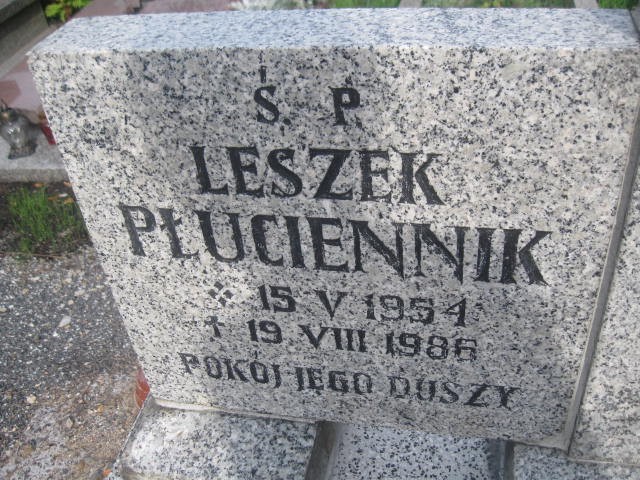 Ś. P.
LESZEK
PŁUCIENNIK
15 V 1954
† 19 VIII 1986
POKÓJ JEGO DUSZY